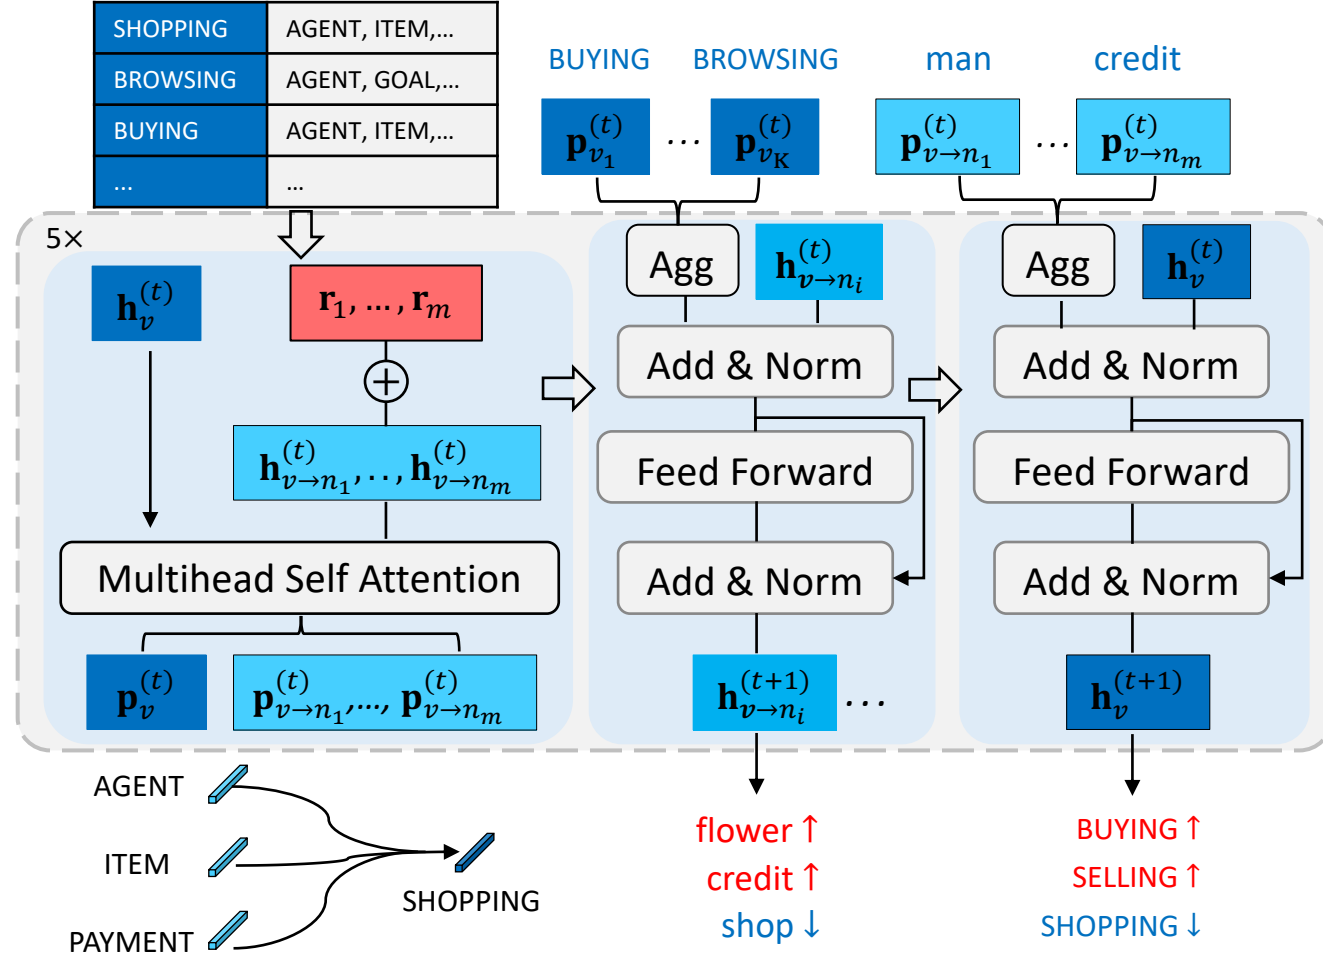 SHOPPING AGENT, ITEM,...
BROWSING AGENT, GOAL,...
BUYING AGENT, ITEM,...
... ...
BUYING BROWSING man credit
p_{v_1}^{(t)} ... p_{v_K}^{(t)} p_{v→n_1}^{(t)} ... p_{v→n_m}^{(t)}
5×
h_v^{(t)} r_1, ..., r_m
+
h_{v→n_1}^{(t)}, .., h_{v→n_m}^{(t)}
Multihead Self Attention
p_v^{(t)} p_{v→n_1}^{(t)},..., p_{v→n_m}^{(t)}
Agg h_{v→n_i}^{(t)}
Add & Norm
Feed Forward
Add & Norm
h_{v→n_i}^{(t+1)} ...
Agg h_v^{(t)}
Add & Norm
Feed Forward
Add & Norm
h_v^{(t+1)}
AGENT
ITEM
PAYMENT
SHOPPING
flower ↑
credit ↑
shop ↓
BUYING ↑
SELLING ↑
SHOPPING ↓